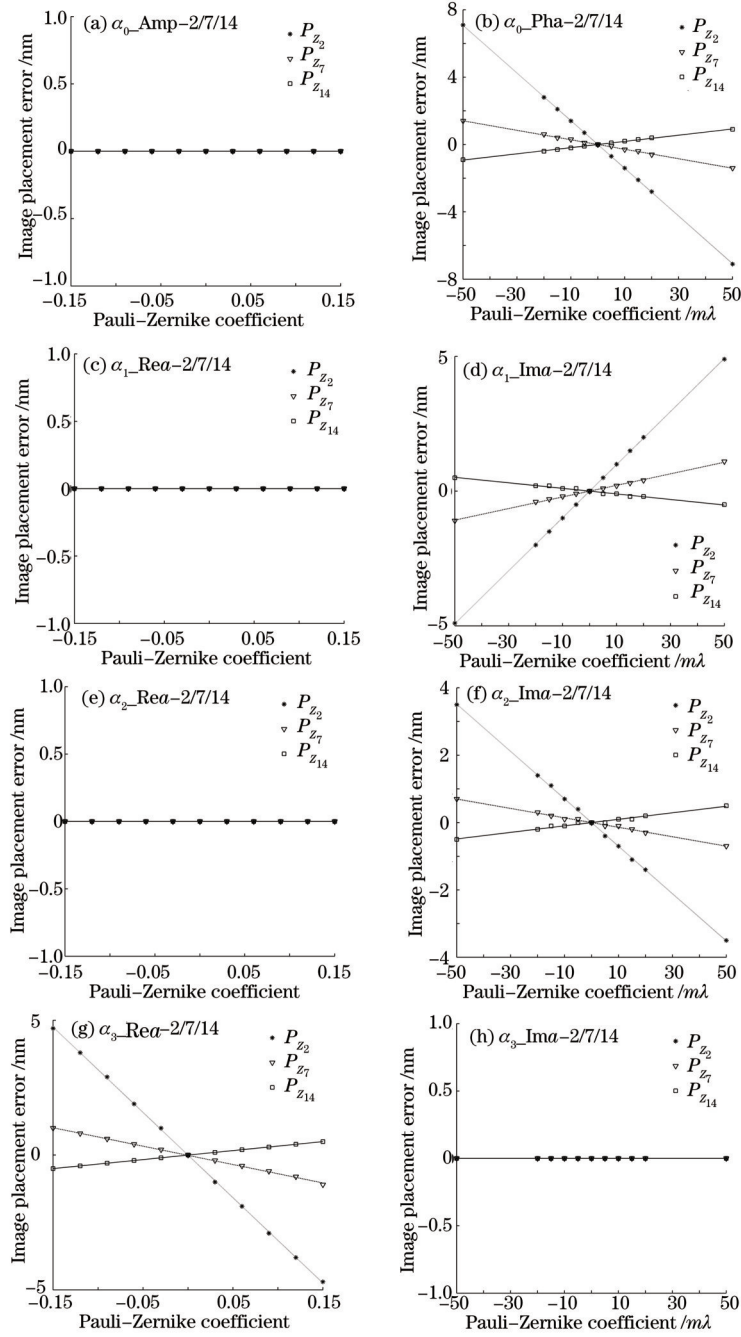 (a) α0_Amp-2/7/14
PZ2
PZ7
PZ14
Image placement error /nm
1.0
0.5
0
-0.5
-1.0
-0.15 -0.05 0.05 0.15
Pauli-Zernike coefficient
(b) α0_Pha-2/7/14
PZ2
PZ7
PZ14
Image placement error /nm
8
4
0
-4
-8
-50 -30 -10 10 30 50
Pauli-Zernike coefficient /mλ
(c) α1_Rea-2/7/14
PZ2
PZ7
PZ14
Image placement error /nm
1.0
0.5
0
-0.5
-1.0
-0.15 -0.05 0.05 0.15
Pauli-Zernike coefficient
(d) α1_Ima-2/7/14
PZ2
PZ7
PZ14
Image placement error /nm
5
0
-5
-50 -30 -10 10 30 50
Pauli-Zernike coefficient /mλ
(e) α2_Rea-2/7/14
PZ2
PZ7
PZ14
Image placement error /nm
1.0
0.5
0
-0.5
-1.0
-0.15 -0.05 0.05 0.15
Pauli-Zernike coefficient
(f) α2_Ima-2/7/14
PZ2
PZ7
PZ14
Image placement error /nm
4
2
0
-2
-4
-50 -30 -10 10 30 50
Pauli-Zernike coefficient /mλ
(g) α3_Rea-2/7/14
PZ2
PZ7
PZ14
Image placement error /nm
5
0
-5
-0.15 -0.05 0.05 0.15
Pauli-Zernike coefficient
(h) α3_Ima-2/7/14
PZ2
PZ7
PZ14
Image placement error /nm
1.0
0.5
0
-0.5
-1.0
-50 -30 -10 10 30 50
Pauli-Zernike coefficient /mλ